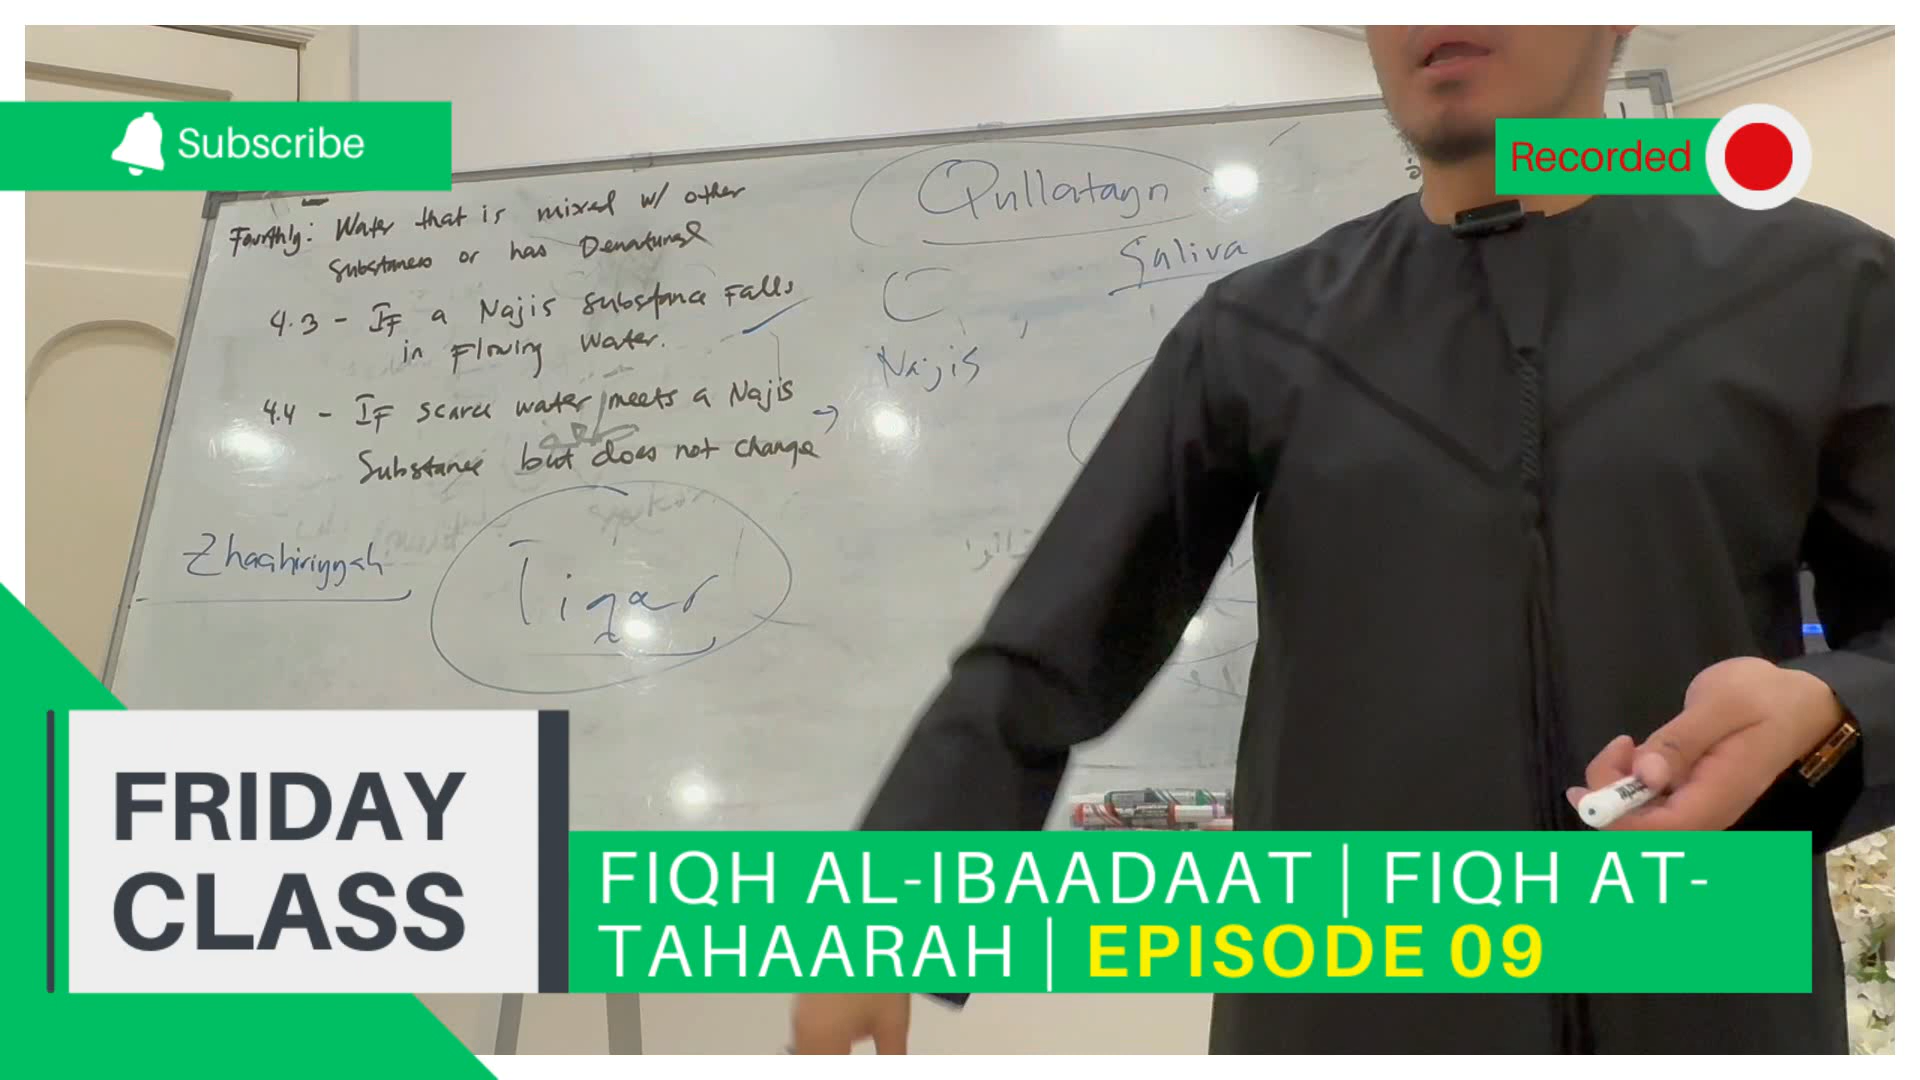 Subscribe
Recorded
Fourthly: Water that is mixed w/ other
Substances or has Denatured
4.3 - IF a Najis substance Falls
in Flowing water.
4.4 - IF scarce water meets a Najis
Substance but does not change
Zhaahiriyyah
Tiqar
Qullatayn
Saliva
Najis
FRIDAY
CLASS
FIQH AL-IBAADAAT | FIQH AT-
TAHAARAH | EPISODE 09